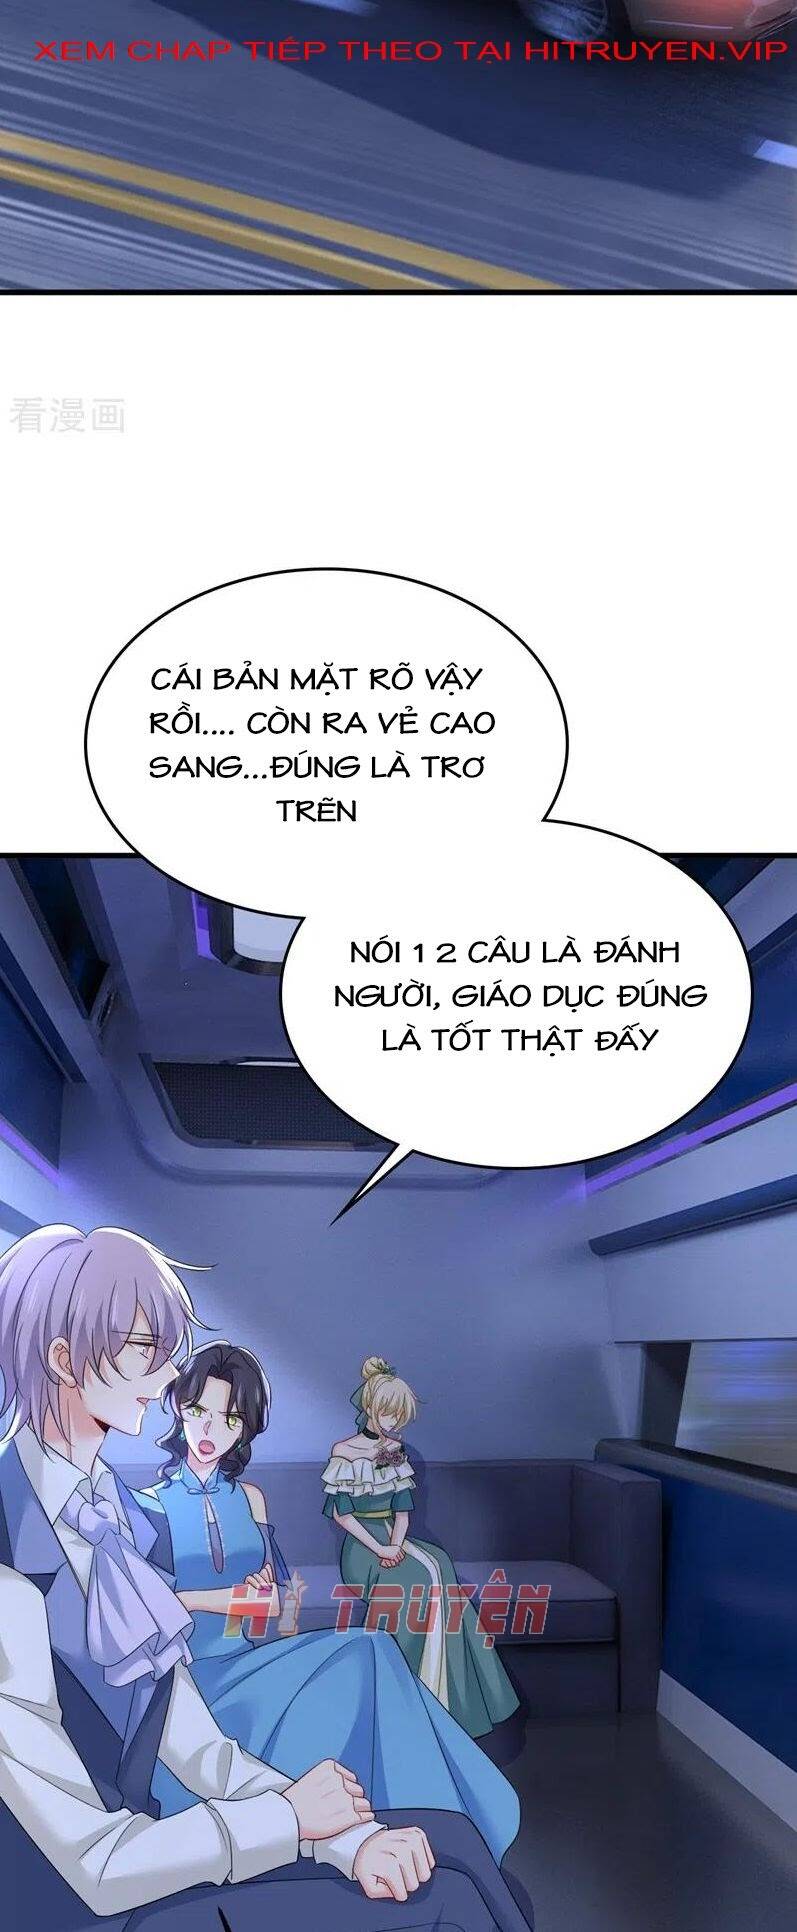 XEM CHAP TIẾP THEO TẠI HITRUYEN.VIP
看漫画
CÁI BẢN MẶT RÕ VẬY
RỒI.... CÒN RA VẺ CAO
SANG...ĐÚNG LÀ TRƠ
TRẼN
NÓI 1 2 CÂU LÀ ĐÁNH
NGƯỜI, GIÁO DỤC ĐÚNG
LÀ TỐT THẬT ĐẤY
HI TRUYỆN